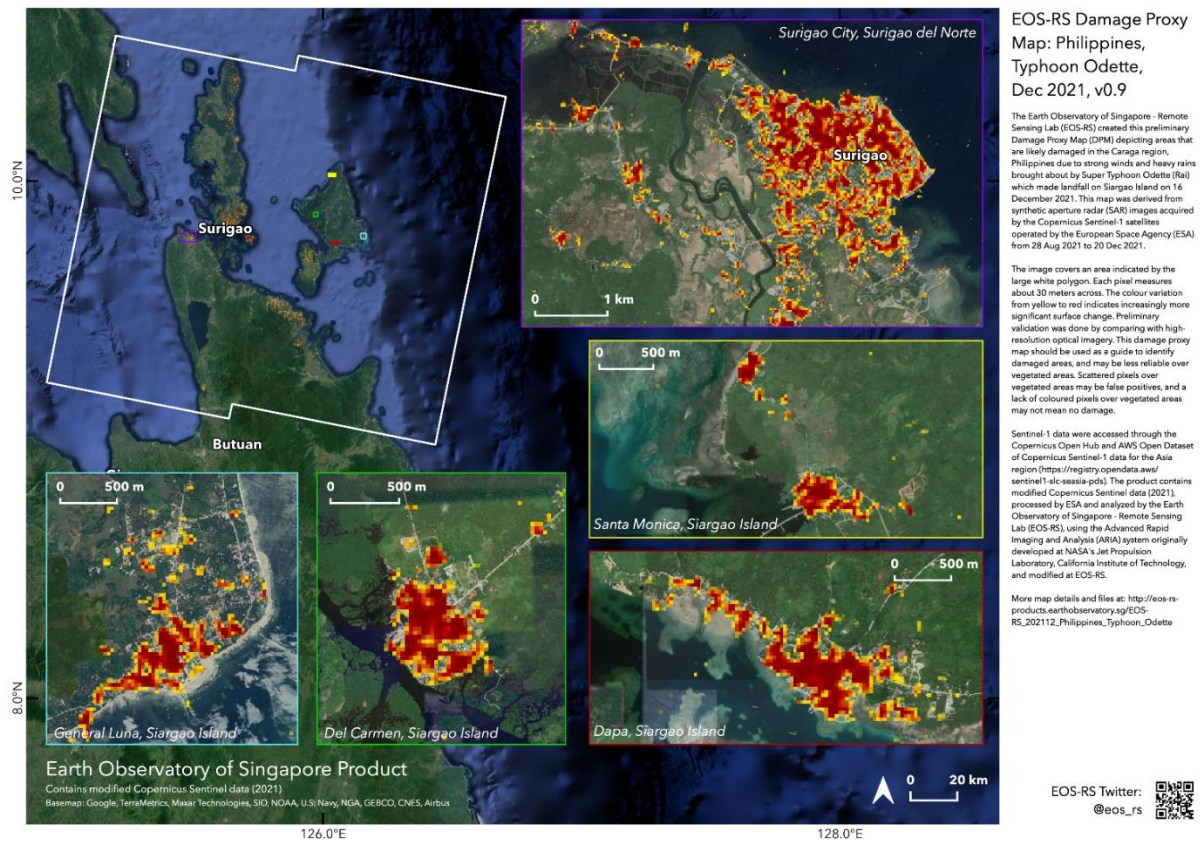 EOS-RS Damage Proxy
Map: Philippines,
Typhoon Odette,
Dec 2021, v0.9
The Earth Observatory of Singapore - Remote
Sensing Lab (EOS-RS) created this preliminary
Damage Proxy Map (DPM) depicting areas that
are likely damaged in the Caraga region,
Philippines due to strong winds and heavy rains
brought about by Super Typhoon Odette (Rai)
which made landfall on Siargao Island on 16
December 2021. This map was derived from
synthetic aperture radar (SAR) images acquired
by the Copernicus Sentinel-1 satellites
operated by the European Space Agency (ESA)
from 28 Aug 2021 to 20 Dec 2021.
The image covers an area indicated by the
large white polygon. Each pixel measures
about 30 meters across. The colour variation
from yellow to red indicates increasingly more
significant surface change. Preliminary
validation was done by comparing with high-
resolution optical imagery. This damage proxy
map should be used as a guide to identify
damaged areas, and may be less reliable over
vegetated areas. Scattered pixels over
vegetated areas may be false positives, and a
lack of coloured pixels over vegetated areas
may not mean no damage.
Sentinel-1 data were accessed through the
Copernicus Open Hub and AWS Open Dataset
of Copernicus Sentinel-1 data for the Asia
region (https://registry.opendata.aws/
sentinel1-slc-seasia-pds). The product contains
modified Copernicus Sentinel data (2021),
processed by ESA and analyzed by the Earth
Observatory of Singapore - Remote Sensing
Lab (EOS-RS), using the Advanced Rapid
Imaging and Analysis (ARIA) system originally
developed at NASA's Jet Propulsion
Laboratory, California Institute of Technology,
and modified at EOS-RS.
More map details and files at: http://eos-rs-
products.earthobservatory.sg/EOS-
RS_202112_Philippines_Typhoon_Odette
EOS-RS Twitter:
@eos_rs
Surigao City, Surigao del Norte
Surigao
0 1 km
10.0°N
Surigao
Butuan
0 500 m
Santa Monica, Siargao Island
0 500 m
General Luna, Siargao Island
0 500 m
Del Carmen, Siargao Island
0 500 m
Dapa, Siargao Island
8.0°N
Earth Observatory of Singapore Product
Contains modified Copernicus Sentinel data (2021)
Basemap: Google, TerraMetrics, Maxar Technologies, SIO, NOAA, U.S. Navy, NGA, GEBCO, CNES, Airbus
0 20 km
126.0°E
128.0°E